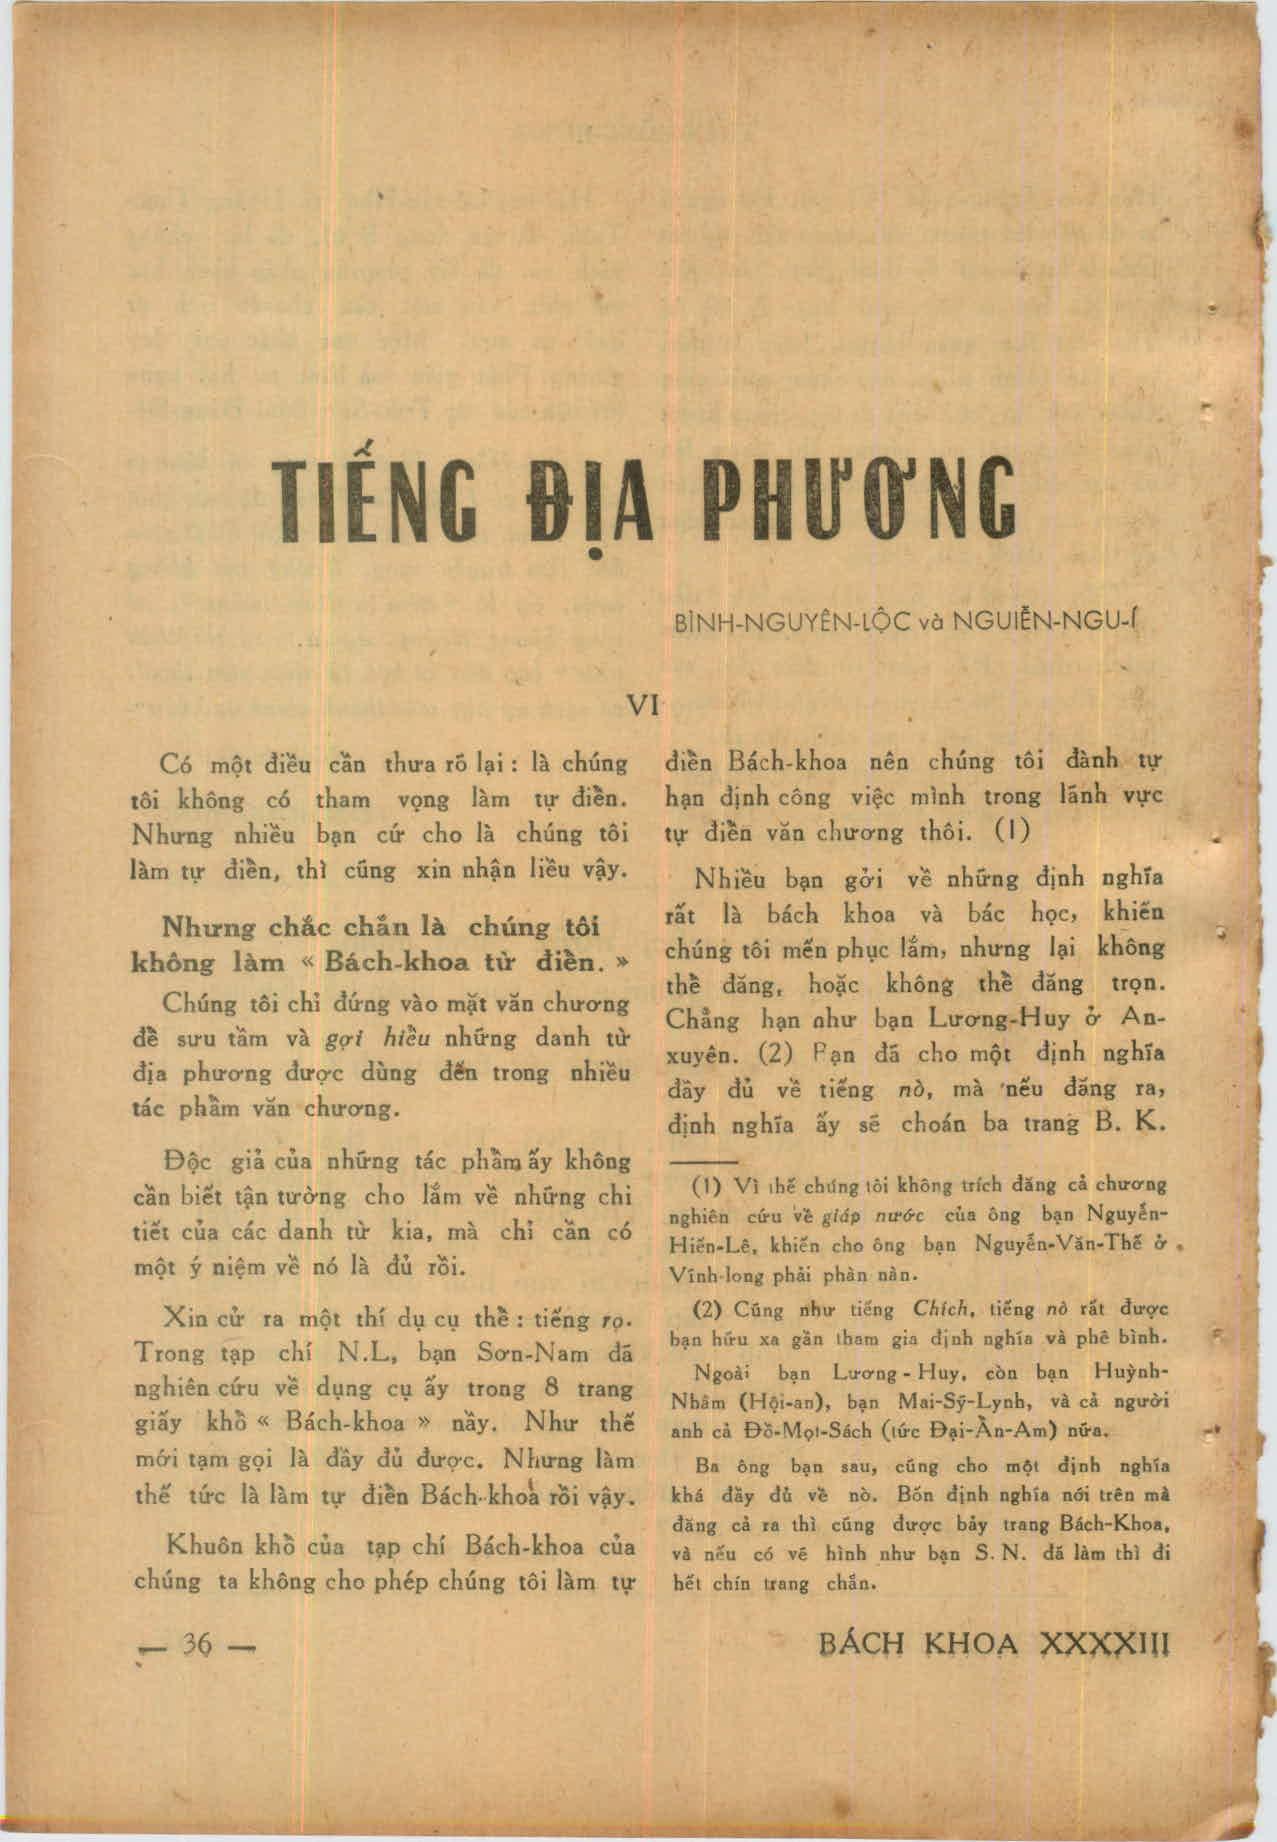 TIẾNG ĐỊA PHƯƠNG
BÌNH-NGUYÊN-LỘC và NGUIỄN-NGU-Í
VI
Có một điều cần thưa rõ lại : là chúng
tôi không có tham vọng làm tự điển.
Nhưng nhiều bạn cứ cho là chúng tôi
làm tự điển, thì cũng xin nhận liều vậy.
Nhưng chắc chắn là chúng tôi
không làm « Bách-khoa từ điển. »
Chúng tôi chỉ đứng vào mặt văn chương
để sưu tầm và gợi hiểu những danh từ
địa phương được dùng đến trong nhiều
tác phẩm văn chương.
Độc giả của những tác phẩm ấy không
cần biết tận tường cho lắm về những chi
tiết của các danh từ kia, mà chỉ cần có
một ý niệm về nó là đủ rồi.
Xin cử ra một thí dụ cụ thể : tiếng rọ.
Trong tạp chí N.L, bạn Sơn-Nam đã
nghiên cứu về dụng cụ ấy trong 8 trang
giấy khổ « Bách-khoa » nầy. Như thế
mới tạm gọi là đầy đủ được. Nhưng làm
thế tức là làm tự điển Bách-khoa rồi vậy.
Khuôn khổ của tạp chí Bách-khoa của
chúng ta không cho phép chúng tôi làm tự
điển Bách-khoa nên chúng tôi đành tự
hạn định công việc mình trong lãnh vực
tự điển văn chương thôi. (1)
Nhiều bạn gởi về những định nghĩa
rất là bách khoa và bác học, khiến
chúng tôi mến phục lắm, nhưng lại không
thể đăng, hoặc không thể đăng trọn.
Chẳng hạn như bạn Lương-Huy ở An-
xuyên. (2) Bạn đã cho một định nghĩa
đầy đủ về tiếng nò, mà nếu đăng ra,
định nghĩa ấy sẽ choán ba trang B. K.
(1) Vì thế chúng tôi không trích đăng cả chương
nghiên cứu về giáp nước của ông bạn Nguyễn-
Hiến-Lê, khiến cho ông bạn Nguyễn-Văn-Thế ở
Vĩnh-long phải phàn nàn.
(2) Cũng như tiếng Chích, tiếng nò rất được
bạn hữu xa gần tham gia định nghĩa và phê bình.
Ngoài bạn Lương - Huy, còn bạn Huỳnh-
Nhâm (Hội-an), bạn Mai-Sỹ-Lynh, và cả người
anh cả Đồ-Mọt-Sách (tức Đại-Ẩn-Am) nữa.
Ba ông bạn sau, cũng cho một định nghĩa
khá đầy đủ về nò. Bốn định nghĩa nói trên mà
đăng cả ra thì cũng được bảy trang Bách-Khoa,
và nếu có vẽ hình như bạn S. N. đã làm thì đi
hết chín trang chẵn.
— 36 —
BÁCH KHOA XXXXIII